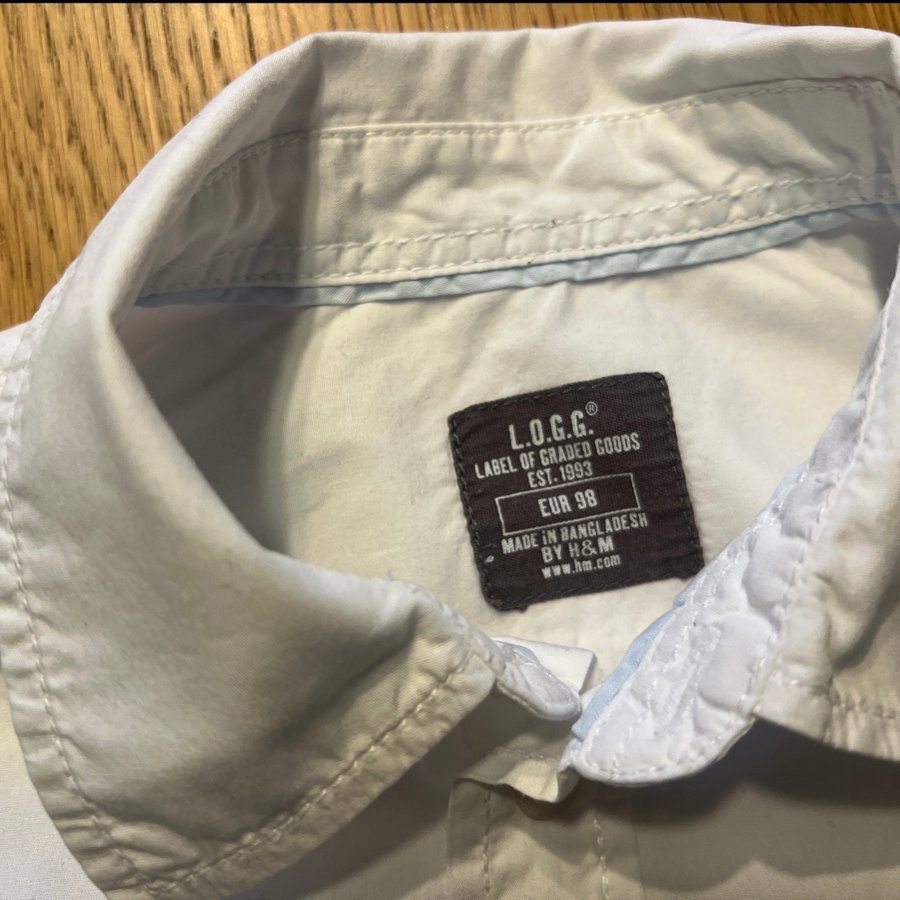 L.O.G.G.®
LABEL OF GRADED GOODS
EST. 1993
EUR 98
MADE IN BANGLADESH
BY H&M
www.hm.com